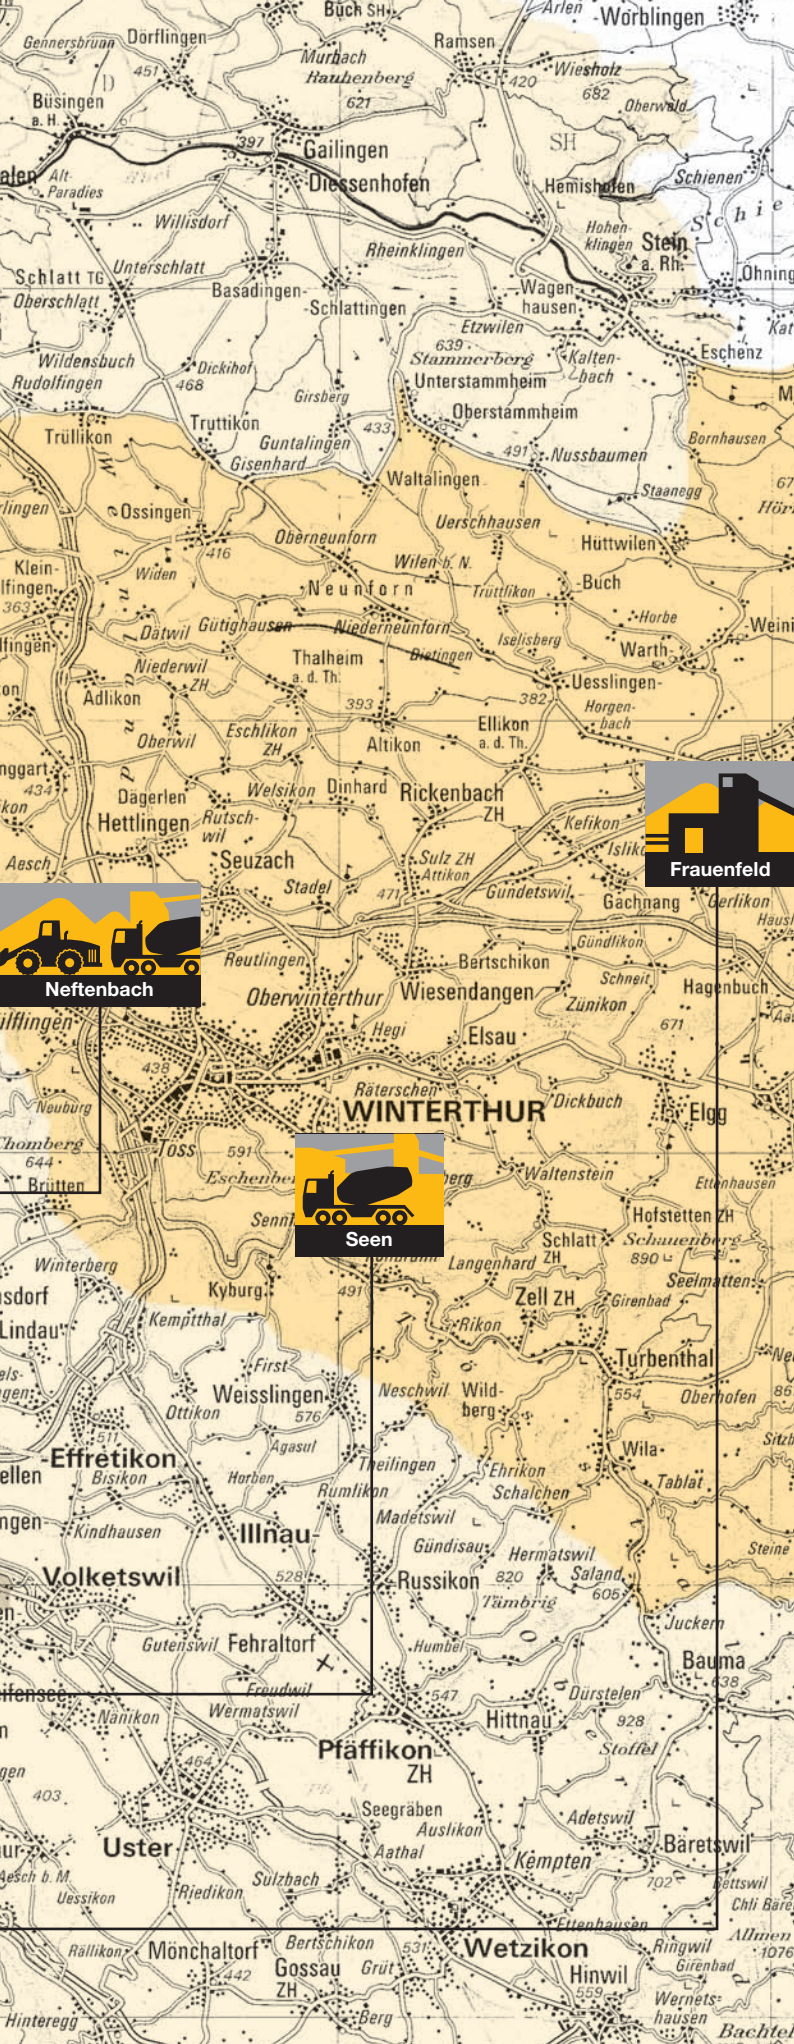 Buch SH
Arlen
Worblingen
Gennersbrunn
Dörflingen
Ramsen
Murbach
Rauhenberg
451
D
420
Wiesholz
682
621
Oberwald
Büsingen
a. H.
SH
397
Gailingen
Alt-
Paradies
Diessenhofen
Hemishofen
Schienen
Schie
Willisdorf
Hohen-
klingen
Stein
a. Rh.
Rheinklingen
Schlatt TG
Unterschlatt
Oberschlatt
Basadingen-
-Schlattingen
Wagen-
hausen
Öhning
Etzwilen
Kat
639
Stammerberg
Kalten-
bach
Eschenz
Wildensbuch
Dickihof
Rudolfingen
468
Unterstammheim
Girsberg
Oberstammheim
Truttikon
433
Trüllikon
Guntalingen
Gisenhard
491
Nussbaumen
Bornhausen
Waltalingen
Staanegg
Ossingen
Uerschhausen
Oberneunforn
Hüttwilen
416
Klein-
Widen
Wilen b. N.
Buch
363
Neunforn
Trüttlikon
Horbe
Dätwil
Gütighausen
Niederneunforn
Iselisberg
Weini
Warth-
Niederwil
ZH
Thalheim
a. d. Th.
Bietingen
Uesslingen-
Adlikon
382
393
Horgen-
bach
Weinland
Eschlikon
ZH
Ellikon
a. d. Th.
Oberwil
Altikon
434
Dägerlen
Welsikon
Dinhard
Rickenbach
ZH
Hettlingen
Rutsch-
wil
Kefikon
Frauenfeld
Aesch
Seuzach
Sulz ZH
Attikon
Stadel
471
Gundetswil
Gachnang
Gerlikon
Gündlikon
Neftenbach
Reutlingen
Bertschikon
Schneit
Hagenbuch
Oberwinterthur
Wiesendangen
Zünikon
Hegi
Elsau
671
438
Räterschen
WINTERTHUR
Dickbuch
Elgg
Neuburg
Chomberg
644
Töss
591
Waltenstein
Brütten
Ettenhausen
Seen
Hofstetten ZH
Schauenberg
890
Schlatt
ZH
Winterberg
Langenhard
Seelmatten
Kyburg
491
Zell ZH
Girenbad
Lindau
Kemptthal
Rikon
Turbenthal
First
Weisslingen
Neschwil
Wild-
berg
554
Oberhofen
Ottikon
576
511
Effretikon
Agasul
Wila
Bisikon
Horben
Theilingen
Ehrikon
Tablat
Rumlikon
Schalchen
Kindhausen
Illnau
Madetswil
Gündisau
Hermatswil
Steine
Volketswil
528
Russikon
820
Saland
605
Tämbrig
Juckern
Gutenswil
Fehraltorf
Humbel
Bauma
638
Freudwil
547
Dürstelen
Nänikon
Wermatswil
Hittnau
928
Stoffel
Pfäffikon
ZH
464
403
Seegräben
Auslikon
Adetswil
Uster
Aathal
Bäretswil
Kempten
Aesch b. M.
Sulzbach
702
Uessikon
Riedikon
Bettswil
Chli Bäre
Ettenhausen
Allmen
1076
Rällikon
Mönchaltorf
Bertschikon
531
Wetzikon
Ringwil
Girenbad
442
Gossau
ZH
Grüt
Hinwil
559
Wernets-
hausen
Hinteregg
Berg
Bachtel